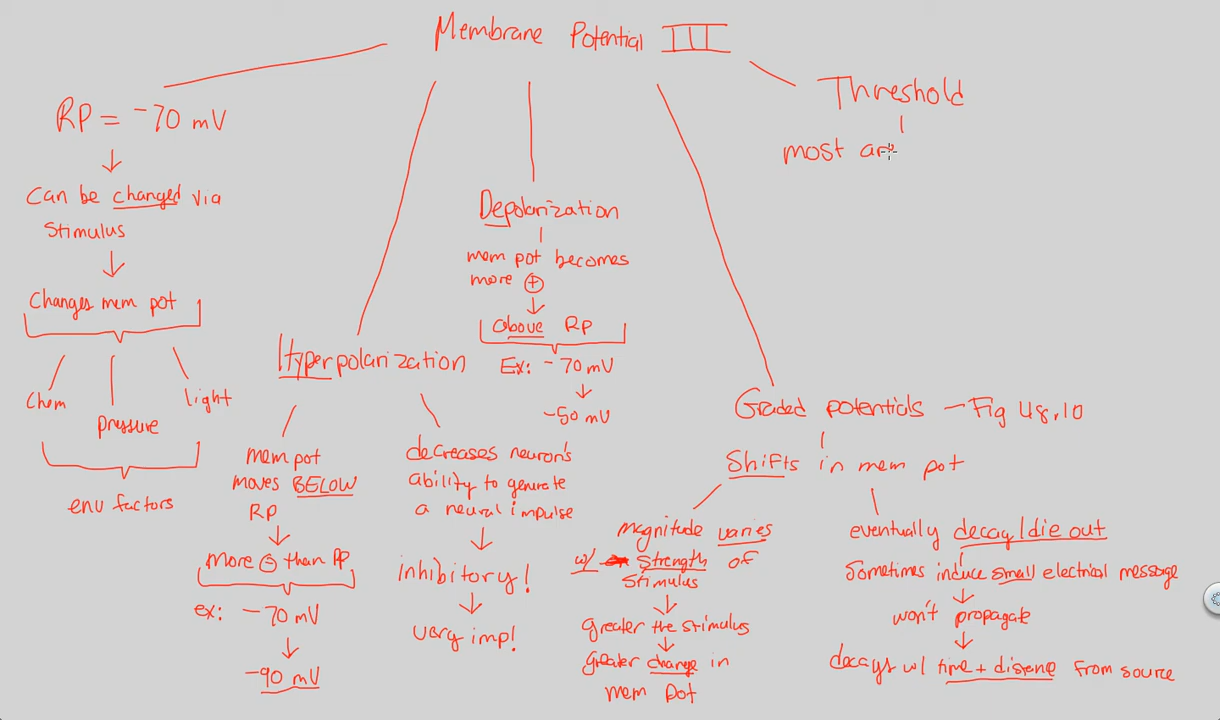 Membrane Potential III
RP = -70 mV
Can be changed via
Stimulus
Changes mem pot
Chem
pressure
Light
env factors
Hyperpolarization
mem pot
moves BELOW
RP
More ⊖ than RP
ex: -70 mV
-90 mV
decreases neuron's
ability to generate
a neural impulse
inhibitory!
very imp!
Depolarization
mem pot becomes
more ⊕
above RP
Ex: -70 mV
-50 mV
Graded potentials - Fig 48.10
Shifts in mem pot
magnitude varies
w/ strength of
stimulus
greater the stimulus
greater change in
mem pot
eventually decay/die out
Sometimes induce small electrical message
won't propagate
decays w/ time + distance from source
Threshold
most are